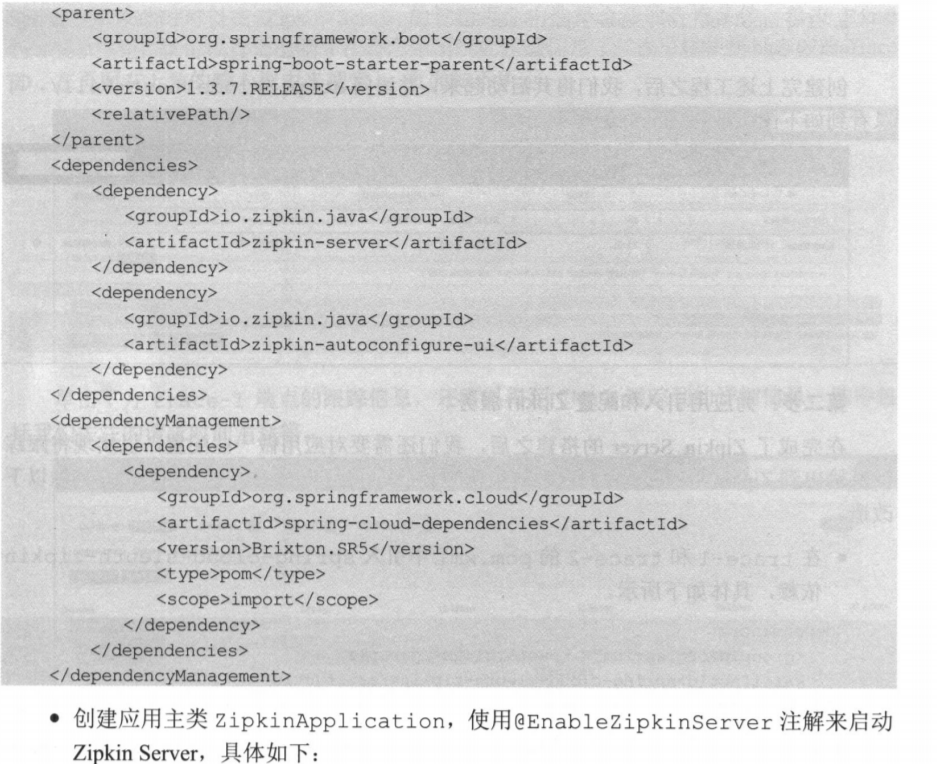 <parent>
<groupId>org.springframework.boot</groupId>
<artifactId>spring-boot-starter-parent</artifactId>
<version>1.3.7.RELEASE</version>
<relativePath/>
</parent>
<dependencies>
<dependency>
<groupId>io.zipkin.java</groupId>
<artifactId>zipkin-server</artifactId>
</dependency>
<dependency>
<groupId>io.zipkin.java</groupId>
<artifactId>zipkin-autoconfigure-ui</artifactId>
</dependency>
</dependencies>
<dependencyManagement>
<dependencies>
<dependency>
<groupId>org.springframework.cloud</groupId>
<artifactId>spring-cloud-dependencies</artifactId>
<version>Brixton.SR5</version>
<type>pom</type>
<scope>import</scope>
</dependency>
</dependencies>
</dependencyManagement>
• 创建应用主类 ZipkinApplication，使用@EnableZipkinServer 注解来启动
Zipkin Server，具体如下：